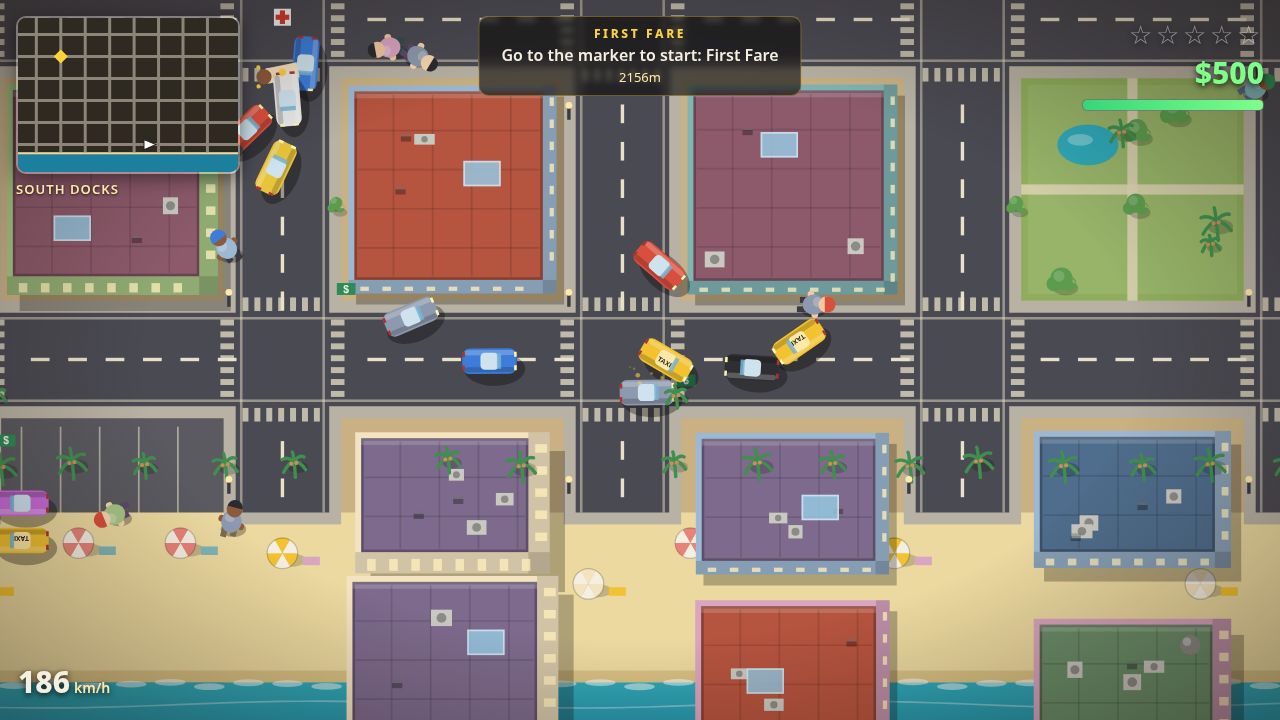 FIRST FARE
Go to the marker to start: First Fare
2156m
$500
SOUTH DOCKS
$
TAXI
TAXI
$
TAXI
186 km/h